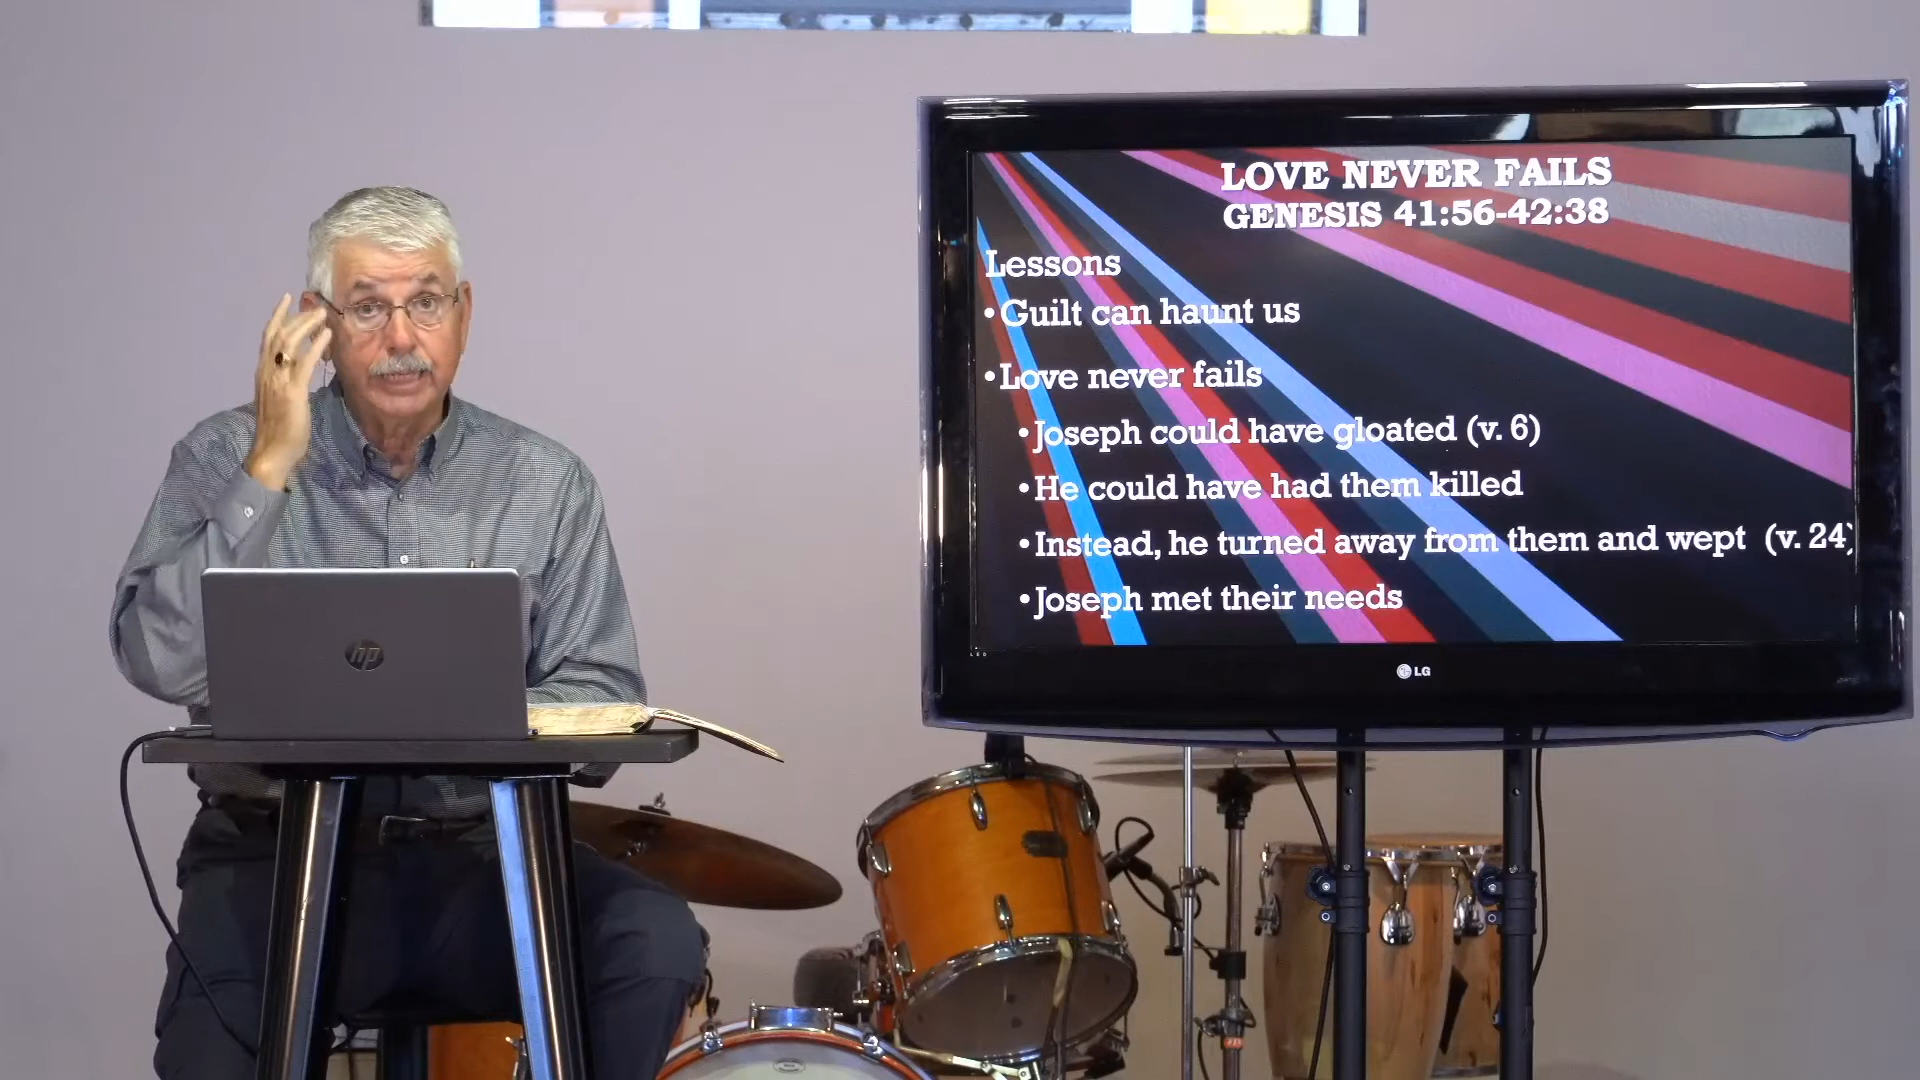 LOVE NEVER FAILS
GENESIS 41:56-42:38
Lessons
•Guilt can haunt us
•Love never fails
•Joseph could have gloated (v. 6)
•He could have had them killed
•Instead, he turned away from them and wept (v. 24)
•Joseph met their needs
LED
LG
hp